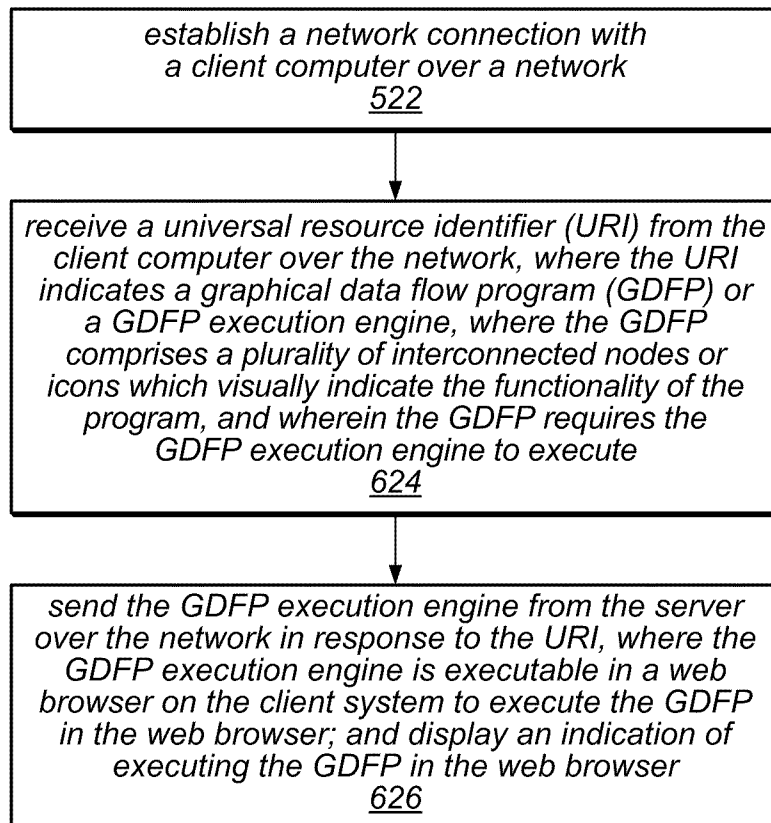 establish a network connection with
a client computer over a network
522
receive a universal resource identifier (URI) from the
client computer over the network, where the URI
indicates a graphical data flow program (GDFP) or
a GDFP execution engine, where the GDFP
comprises a plurality of interconnected nodes or
icons which visually indicate the functionality of the
program, and wherein the GDFP requires the
GDFP execution engine to execute
624
send the GDFP execution engine from the server
over the network in response to the URI, where the
GDFP execution engine is executable in a web
browser on the client system to execute the GDFP
in the web browser; and display an indication of
executing the GDFP in the web browser
626